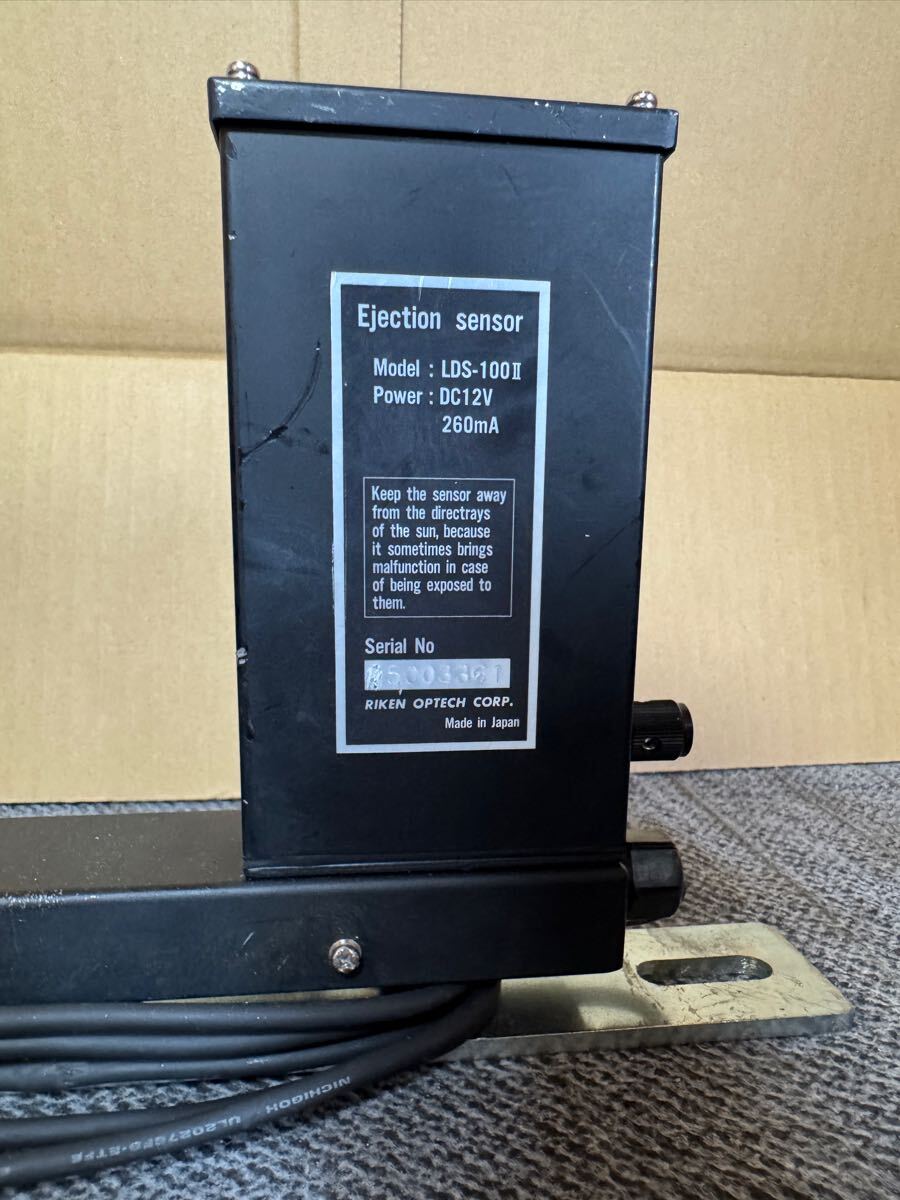 Ejection sensor
Model : LDS-100Ⅱ
Power : DC12V
260mA
Keep the sensor away
from the directrays
of the sun, because
it sometimes brings
malfunction in case
of being exposed to
them.
Serial No
RIKEN OPTECH CORP.
Made in Japan
NICHIGOH